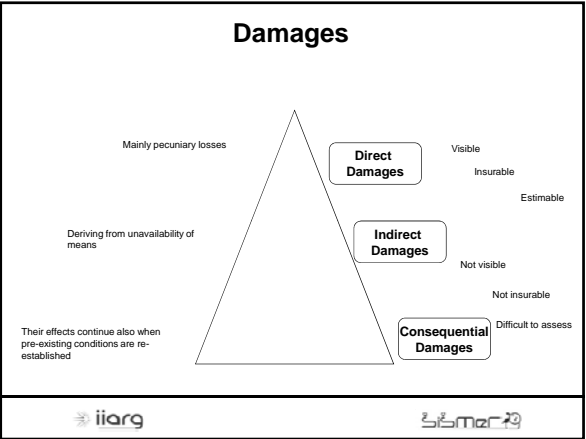 Damages
Mainly pecuniary losses
Direct
Damages
Visible
Insurable
Estimable
Deriving from unavailability of
means
Indirect
Damages
Not visible
Not insurable
Their effects continue also when
pre-existing conditions are re-
established
Consequential
Damages
Difficult to assess
iiarg
sismer